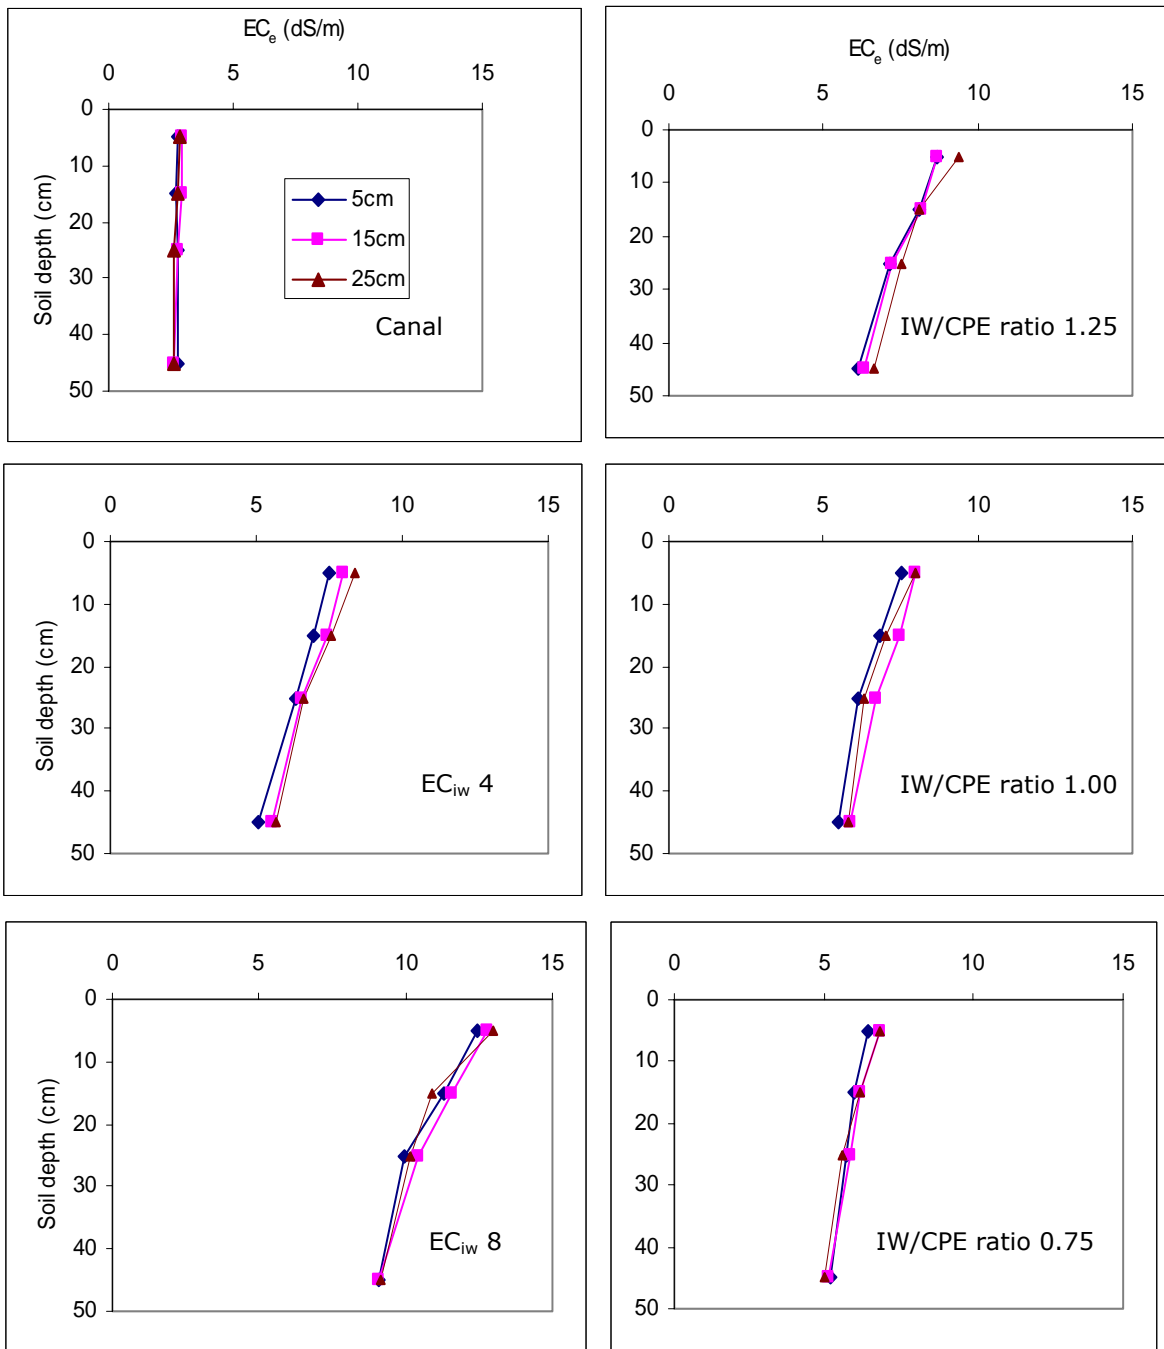 ECe (dS/m)
0 5 10 15
0
10
20
30
40
50
Soil depth (cm)
5cm
15cm
25cm
Canal
ECe (dS/m)
0 5 10 15
0
10
20
30
40
50
IW/CPE ratio 1.25
0 5 10 15
0
10
20
30
40
50
Soil depth (cm)
ECiw 4
0 5 10 15
0
10
20
30
40
50
IW/CPE ratio 1.00
0 5 10 15
0
10
20
30
40
50
Soil depth (cm)
ECiw 8
0 5 10 15
0
10
20
30
40
50
IW/CPE ratio 0.75